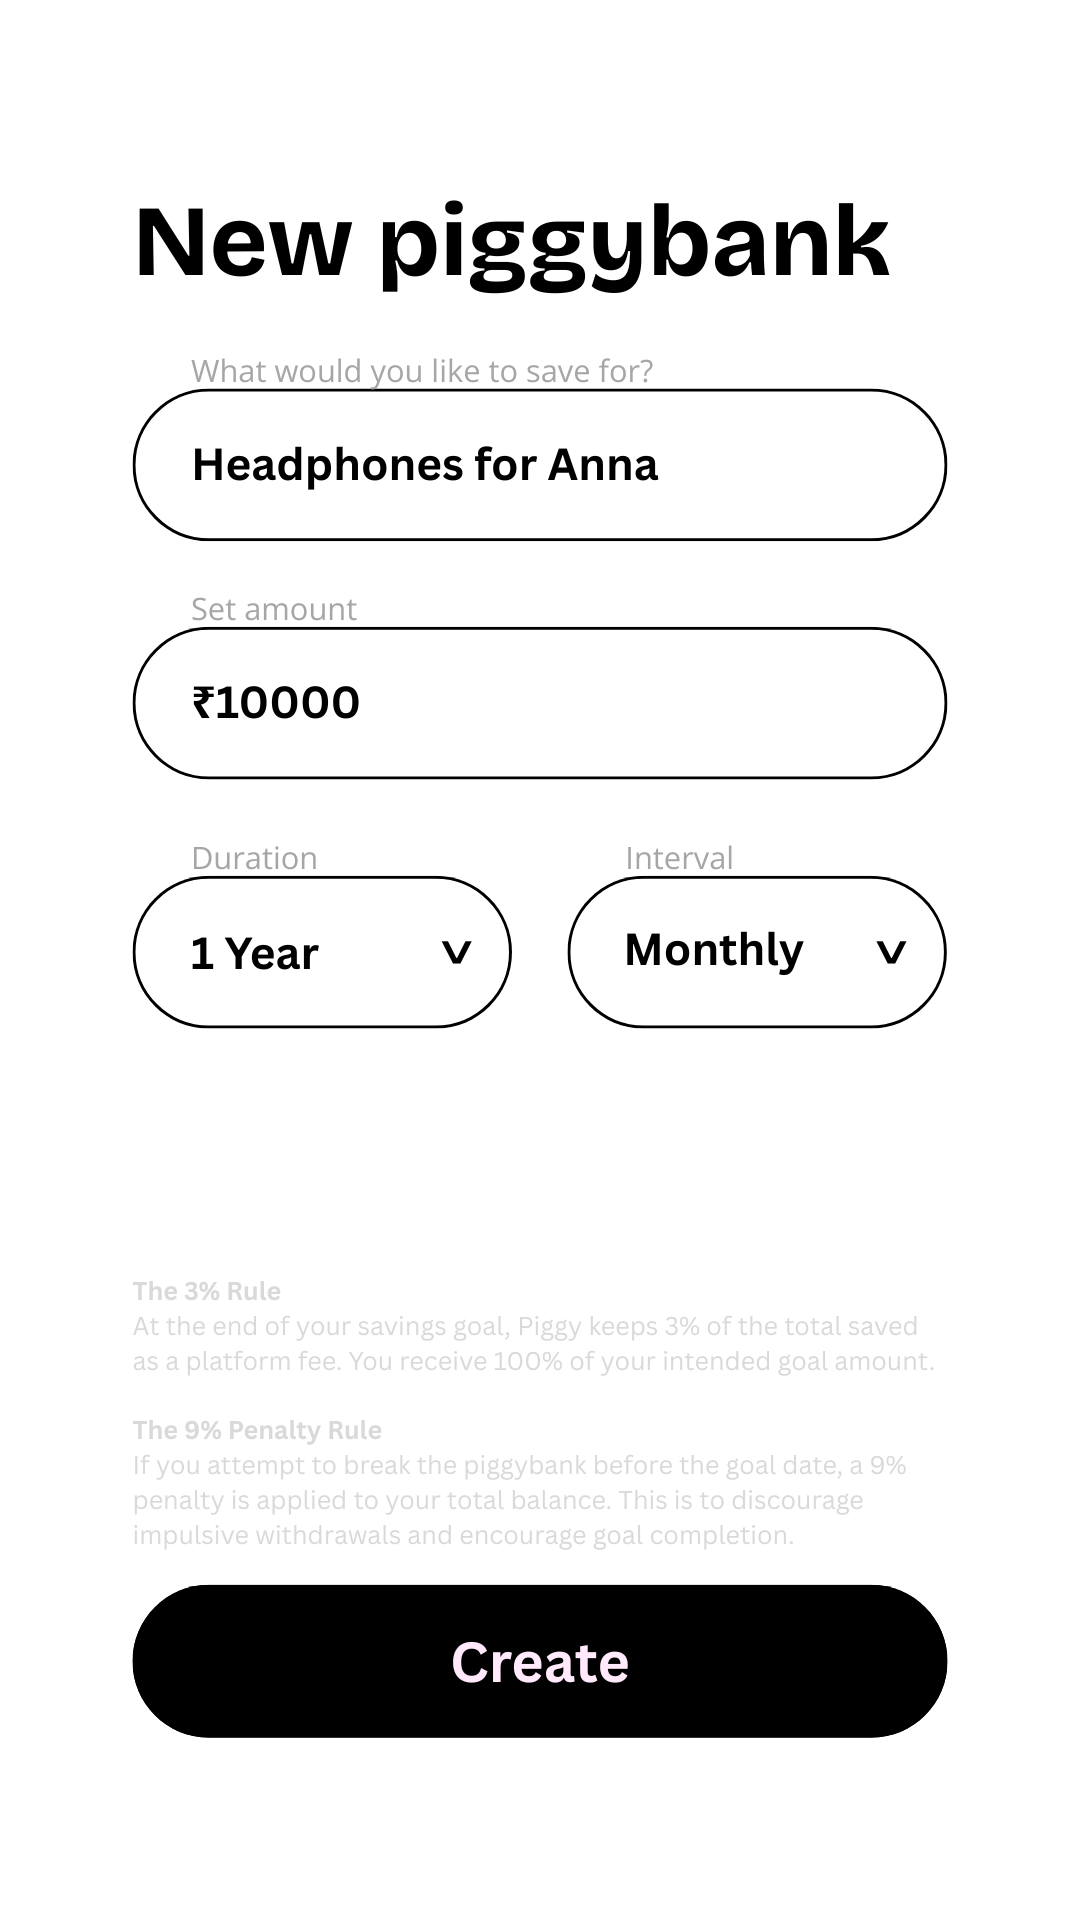 New piggybank
What would you like to save for?
Headphones for Anna
Set amount
₹10000
Duration
Interval
1 Year
Monthly
The 3% Rule
At the end of your savings goal, Piggy keeps 3% of the total saved
as a platform fee. You receive 100% of your intended goal amount.
The 9% Penalty Rule
If you attempt to break the piggybank before the goal date, a 9%
penalty is applied to your total balance. This is to discourage
impulsive withdrawals and encourage goal completion.
Create